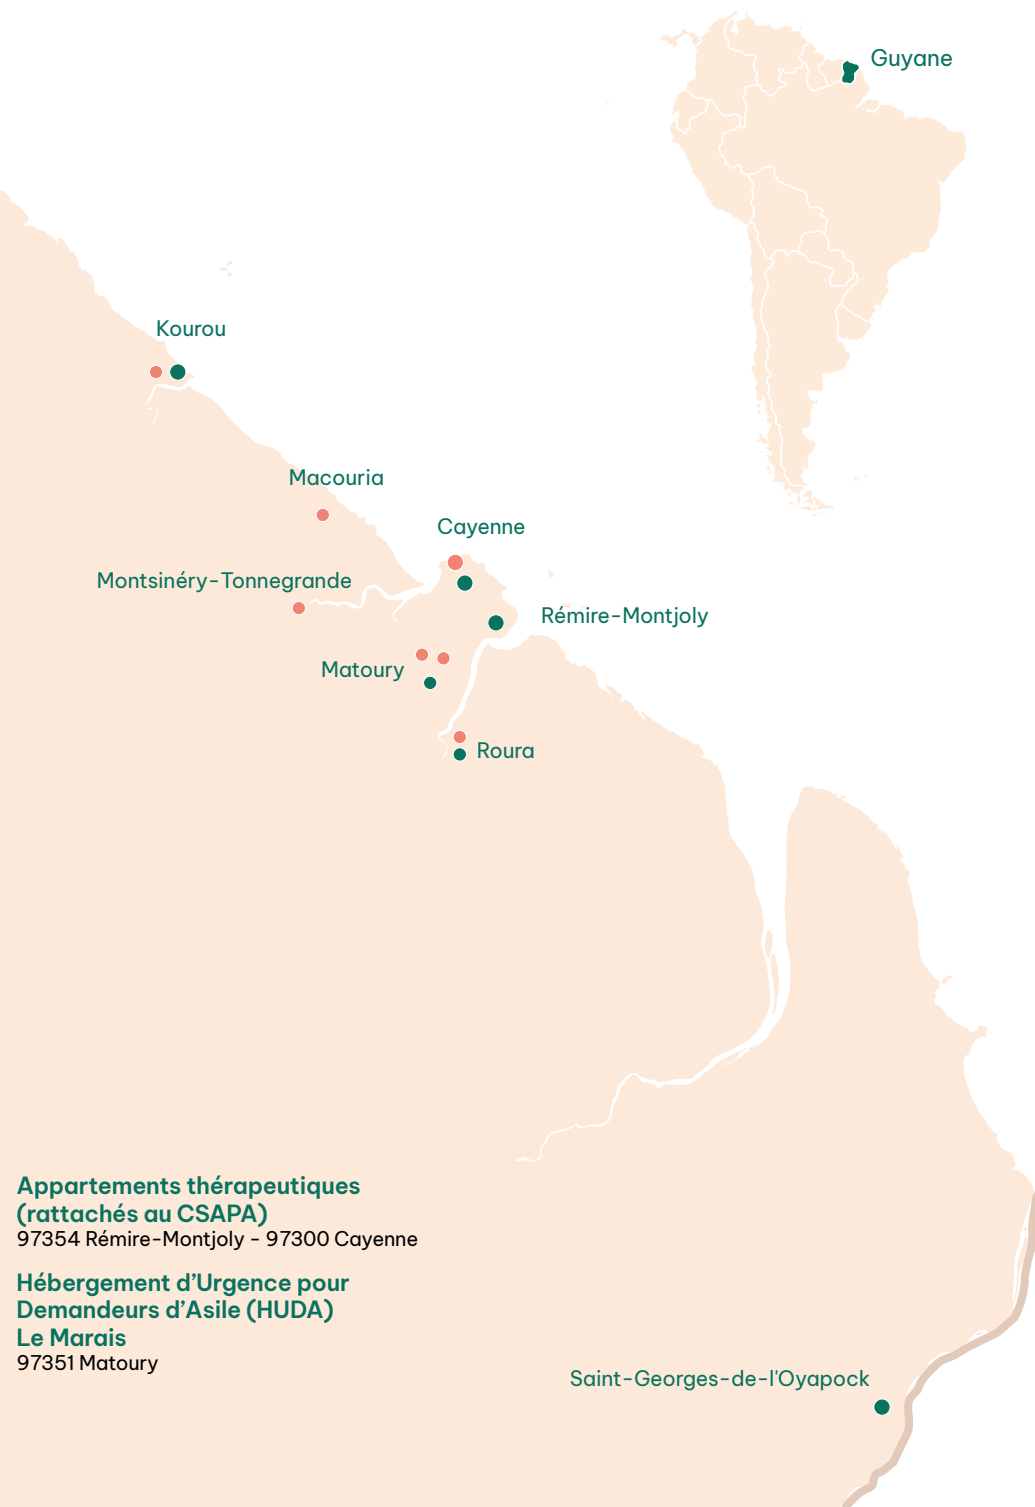 Guyane
Kourou
Macouria
Cayenne
Montsinéry-Tonnegrande
Rémire-Montjoly
Matoury
Roura
Appartements thérapeutiques
(rattachés au CSAPA)
97354 Rémire-Montjoly - 97300 Cayenne
Hébergement d’Urgence pour
Demandeurs d’Asile (HUDA)
Le Marais
97351 Matoury
Saint-Georges-de-l'Oyapock